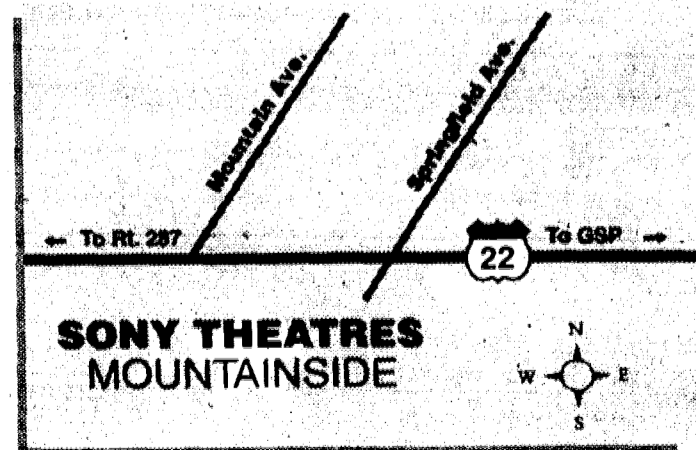 Mountain Ave.
Springfield Ave.
← To Rt. 287
22
To GSP →
SONY THEATRES
MOUNTAINSIDE
N
W E
S